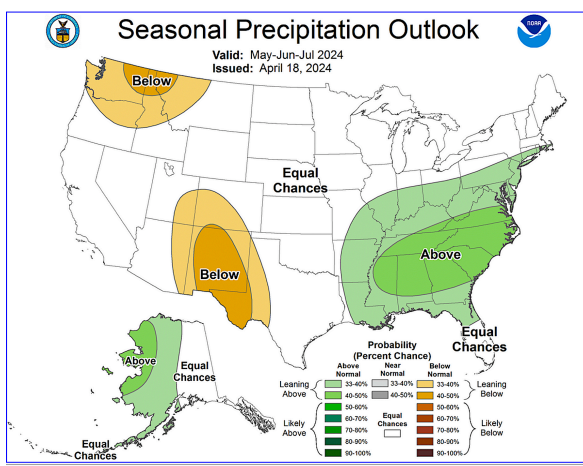 Seasonal Precipitation Outlook
Valid: May-Jun-Jul 2024
Issued: April 18, 2024
NOAA
Below
Equal
Chances
Below
Above
Equal
Chances
Above
Equal
Chances
Equal
Chances
Probability
(Percent Chance)
Above
Normal
Near
Normal
Below
Normal
Leaning
Above
33-40%
33-40%
33-40%
Leaning
Below
40-50%
40-50%
40-50%
Likely
Above
50-60%
Equal
Chances
50-60%
Likely
Below
60-70%
60-70%
70-80%
70-80%
80-90%
80-90%
90-100%
90-100%